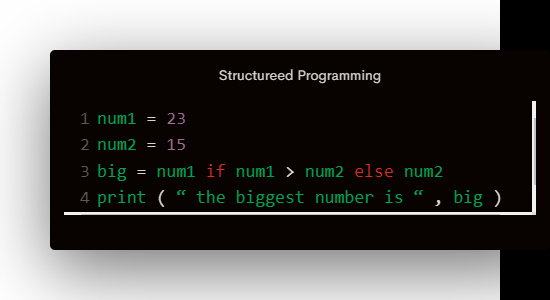 Structureed Programming
1 num1 = 23
2 num2 = 15
3 big = num1 if num1 > num2 else num2
4 print ( “ the biggest number is “ , big )